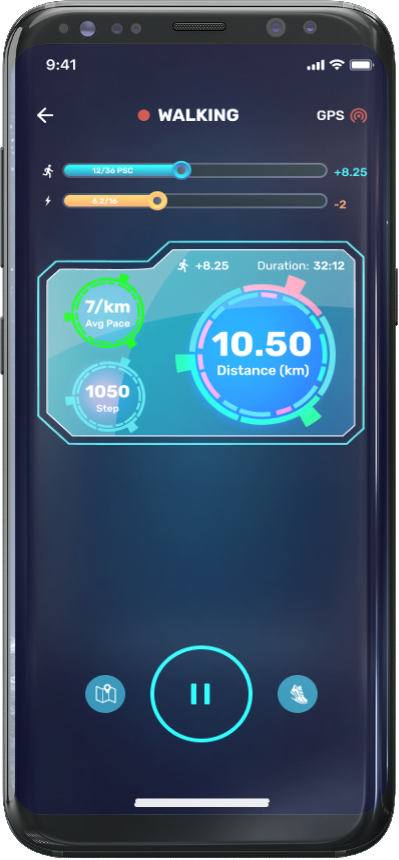 9:41
WALKING
GPS
12/36 PSC
+8.25
6.2/16
-2
+8.25
Duration: 32:12
7/km
Avg Pace
10.50
Distance (km)
1050
Step